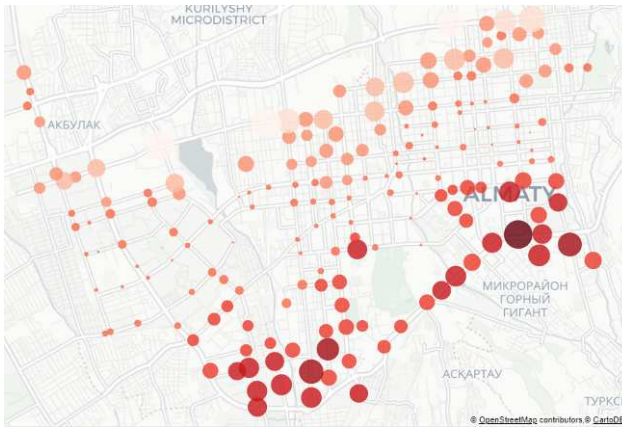 KURILYSHY
MICRODISTRICT
АКБУЛАК
ALMATY
МИКРОРАЙОН
ГОРНЫЙ
ГИГАНТ
АСҚАРТАУ
ТУРКС
© OpenStreetMap contributors,© CartoDB